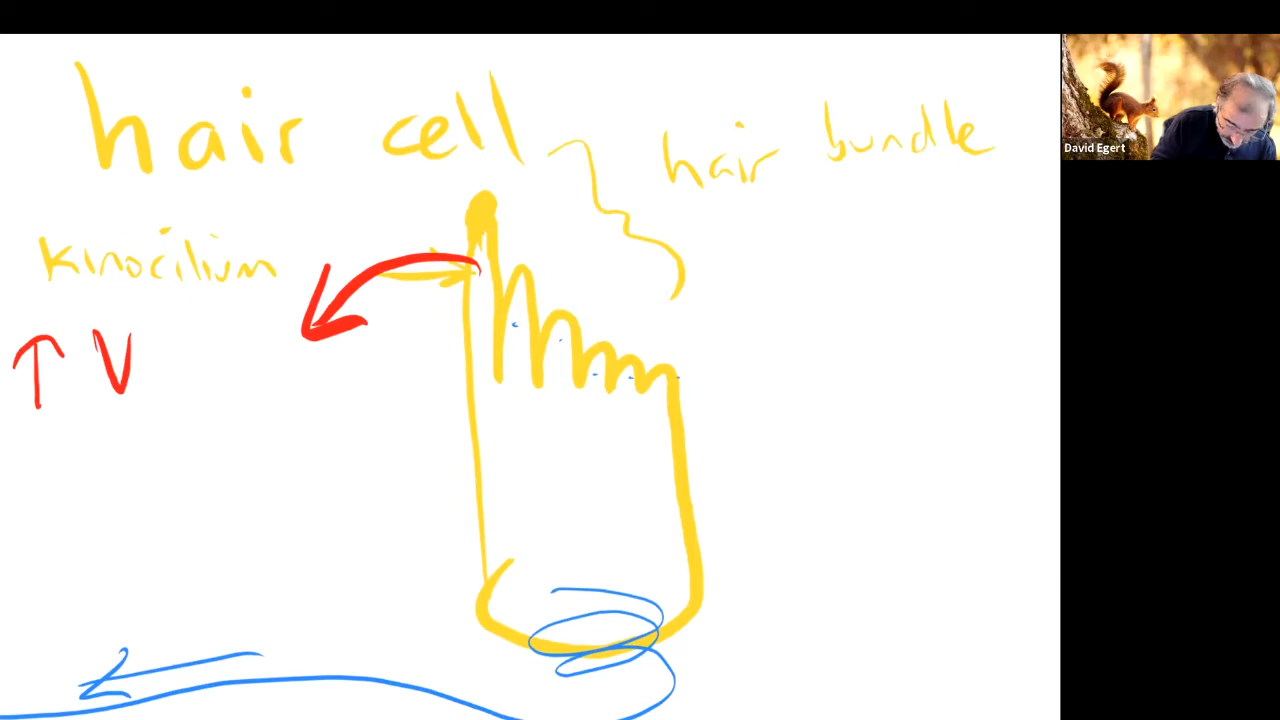 hair cell
hair bundle
kinocilium
↑ V
David Egert